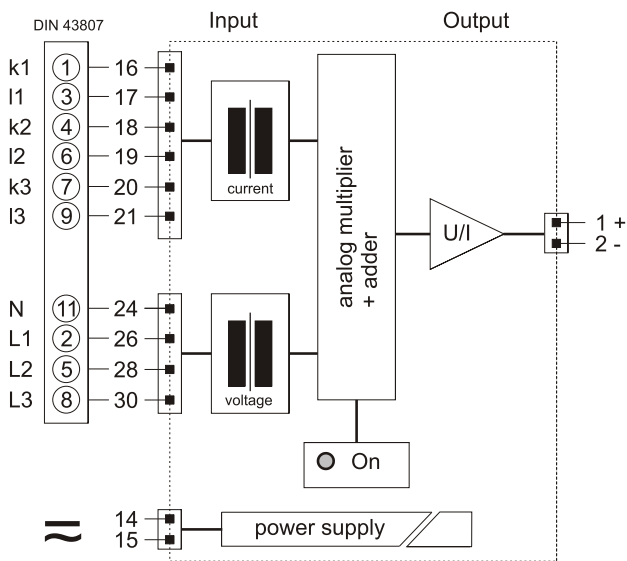 Input Output
DIN 43807
k1 1 16
l1 3 17
k2 4 18
l2 6 19
k3 7 20
l3 9 21
current
analog multiplier
+ adder
U/I
1 +
2 -
N 11 24
L1 2 26
L2 5 28
L3 8 30
voltage
On
14
15
power supply